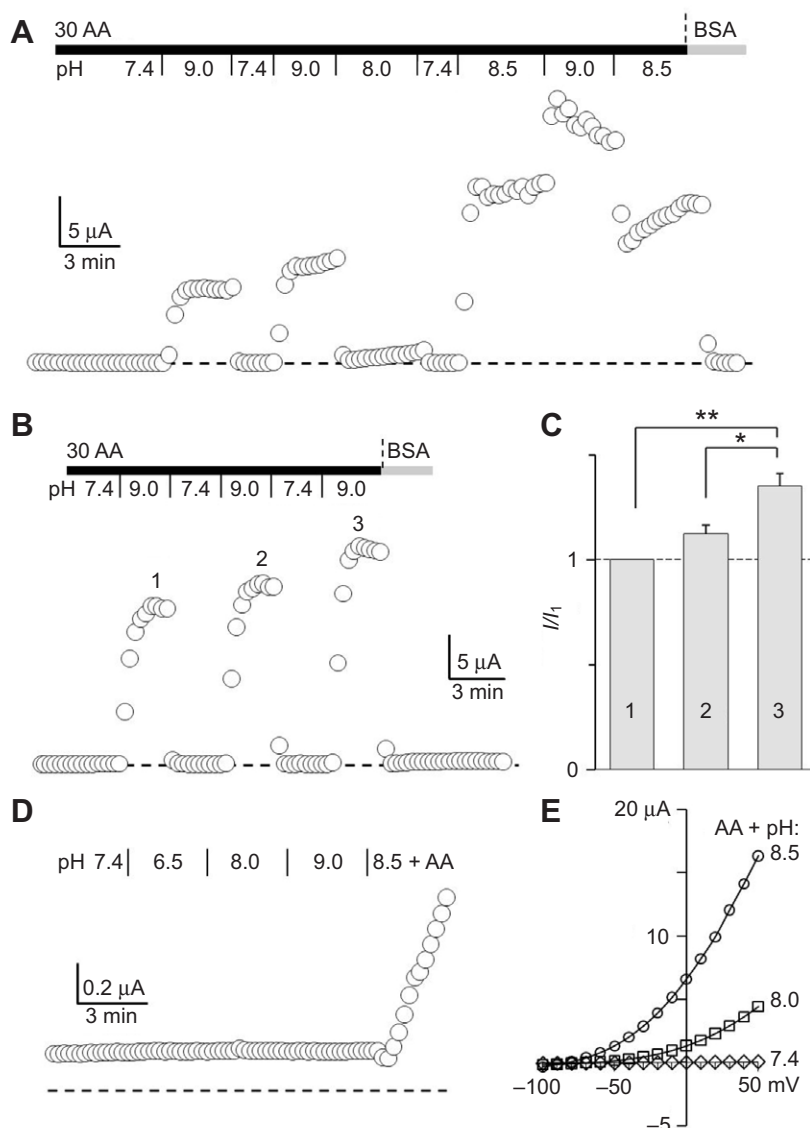 A
30 AA
BSA
pH 7.4 9.0 7.4 9.0 8.0 7.4 8.5 9.0 8.5
5 µA
3 min
B
30 AA
BSA
pH 7.4 9.0 7.4 9.0 7.4 9.0
1
2
3
5 µA
3 min
C
**
*
I/I1
1
0
1 2 3
D
pH 7.4 6.5 8.0 9.0 8.5 + AA
0.2 µA
3 min
E
20 µA
AA + pH:
8.5
10
8.0
7.4
–100 –50 50 mV
–5